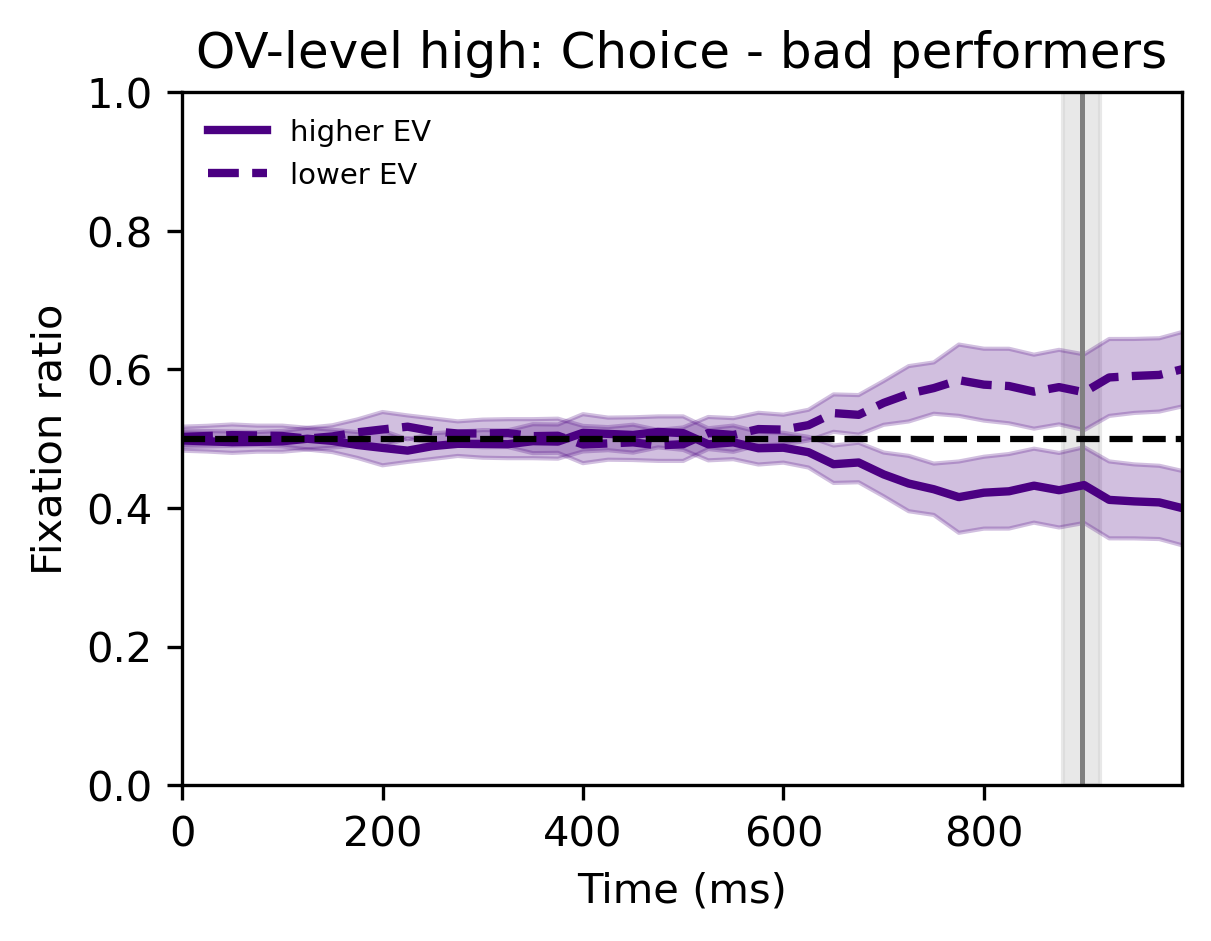 OV-level high: Choice - bad performers
1.0
0.8
0.6
0.4
0.2
0.0
Fixation ratio
higher EV
lower EV
0 200 400 600 800
Time (ms)